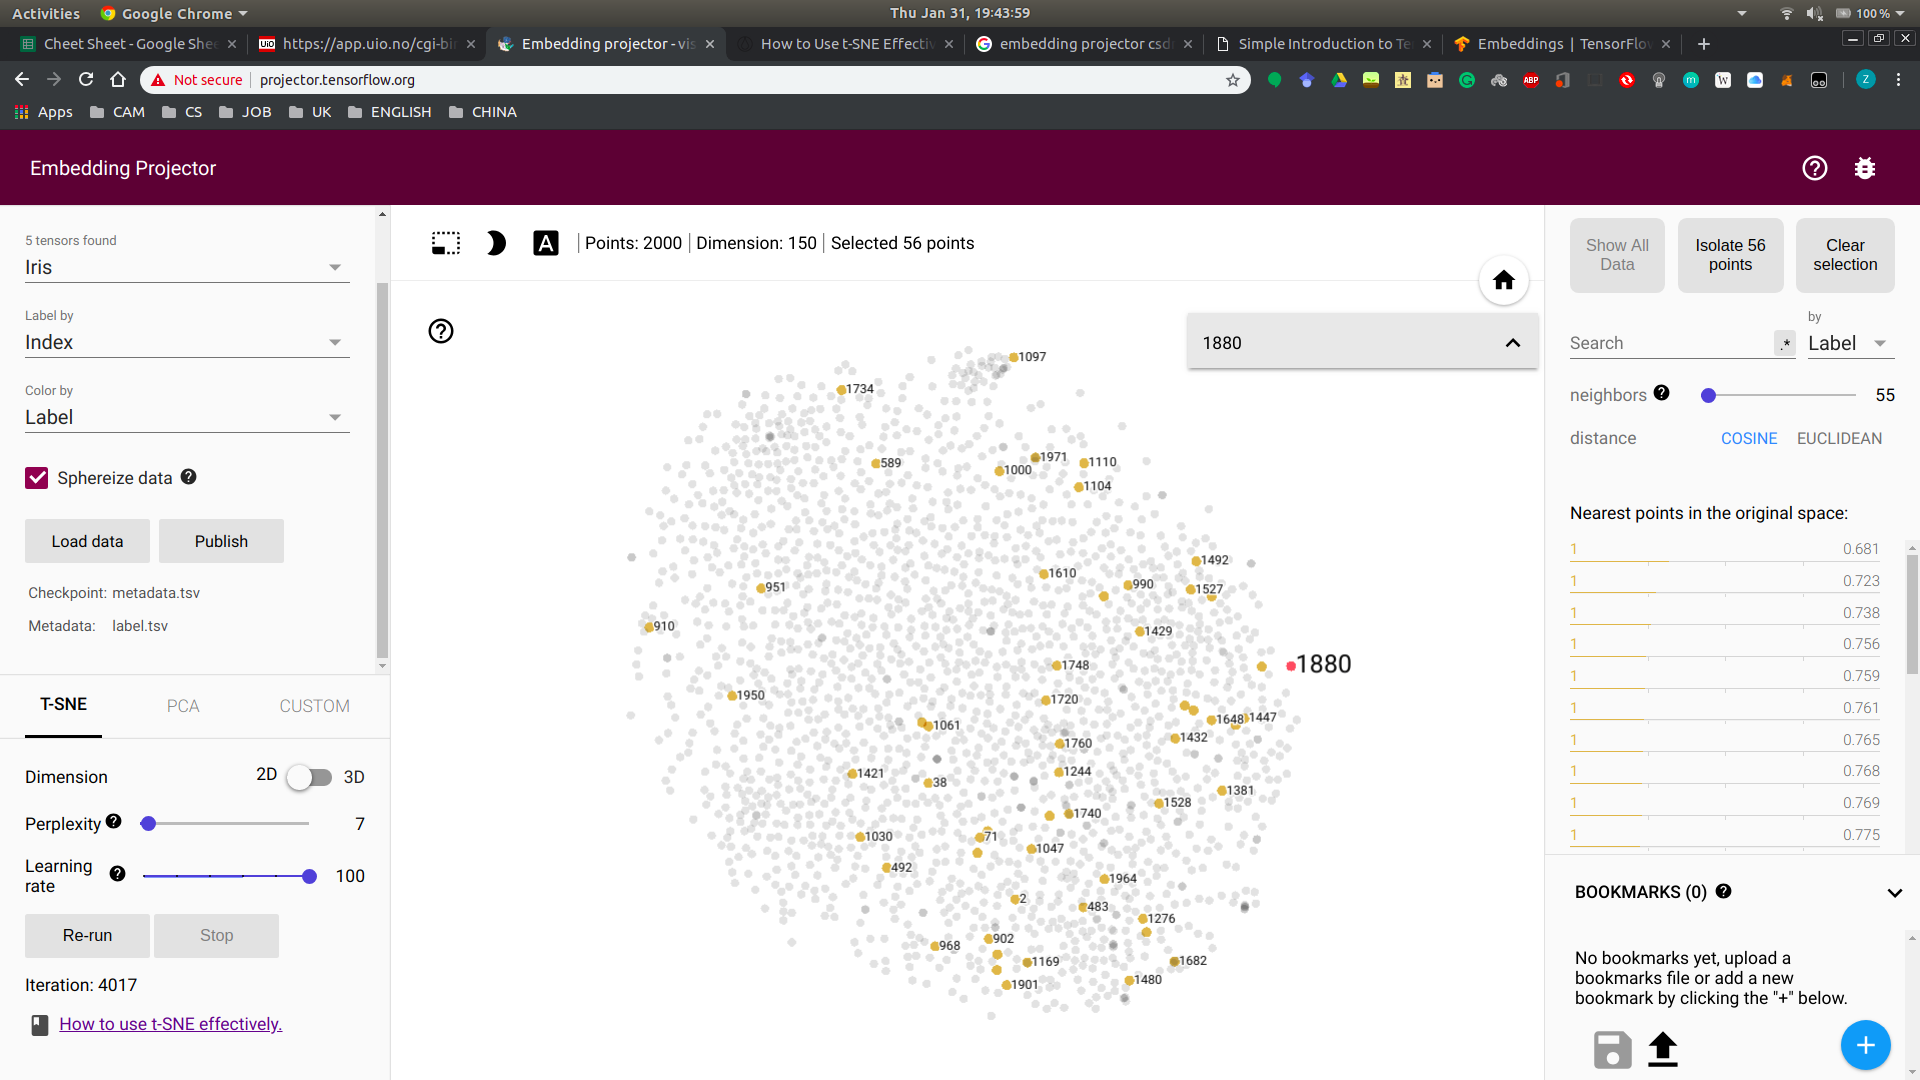 Activities Google Chrome Thu Jan 31, 19:43:59 100 %
Cheet Sheet - Google She https://app.uio.no/cgi-bi Embedding projector - vis How to Use t-SNE Effectiv embedding projector csd Simple Introduction to Te Embeddings | TensorFlow
Not secure projector.tensorflow.org
Apps CAM CS JOB UK ENGLISH CHINA
Embedding Projector
5 tensors found
Iris
Label by
Index
Color by
Label
Sphereize data
Load data Publish
Checkpoint: metadata.tsv
Metadata: label.tsv
T-SNE PCA CUSTOM
Dimension 2D 3D
Perplexity 7
Learning rate 100
Re-run Stop
Iteration: 4017
How to use t-SNE effectively.
A Points: 2000 Dimension: 150 Selected 56 points
1880
1097
1734
589
1971
1000
1110
1104
1492
1610
990
1527
951
910
1429
1748
1880
1950
1720
1648
1447
1061
1432
1760
1421
1244
38
1381
1528
1740
1030
71
1047
492
1964
2
483
1276
902
968
1169
1682
1480
1901
Show All Data
Isolate 56 points
Clear selection
Search .* by Label
neighbors 55
distance COSINE EUCLIDEAN
Nearest points in the original space:
1 0.681
1 0.723
1 0.738
1 0.756
1 0.759
1 0.761
1 0.765
1 0.768
1 0.769
1 0.775
BOOKMARKS (0)
No bookmarks yet, upload a
bookmarks file or add a new
bookmark by clicking the "+" below.